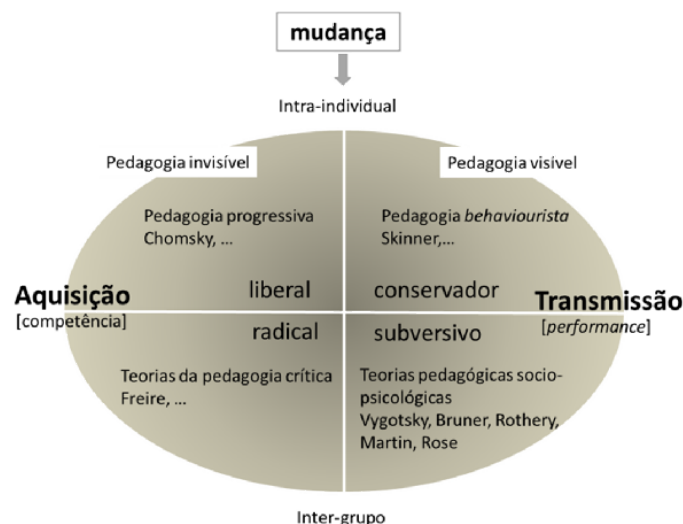 mudança
Intra-individual
Pedagogia invisível
Pedagogia visível
Pedagogia progressiva
Chomsky, ...
Pedagogia behaviourista
Skinner,...
liberal
conservador
Aquisição
[competência]
Transmissão
[performance]
radical
subversivo
Teorias da pedagogia crítica
Freire, ...
Teorias pedagógicas socio-
psicológicas
Vygotsky, Bruner, Rothery,
Martin, Rose
Inter-grupo